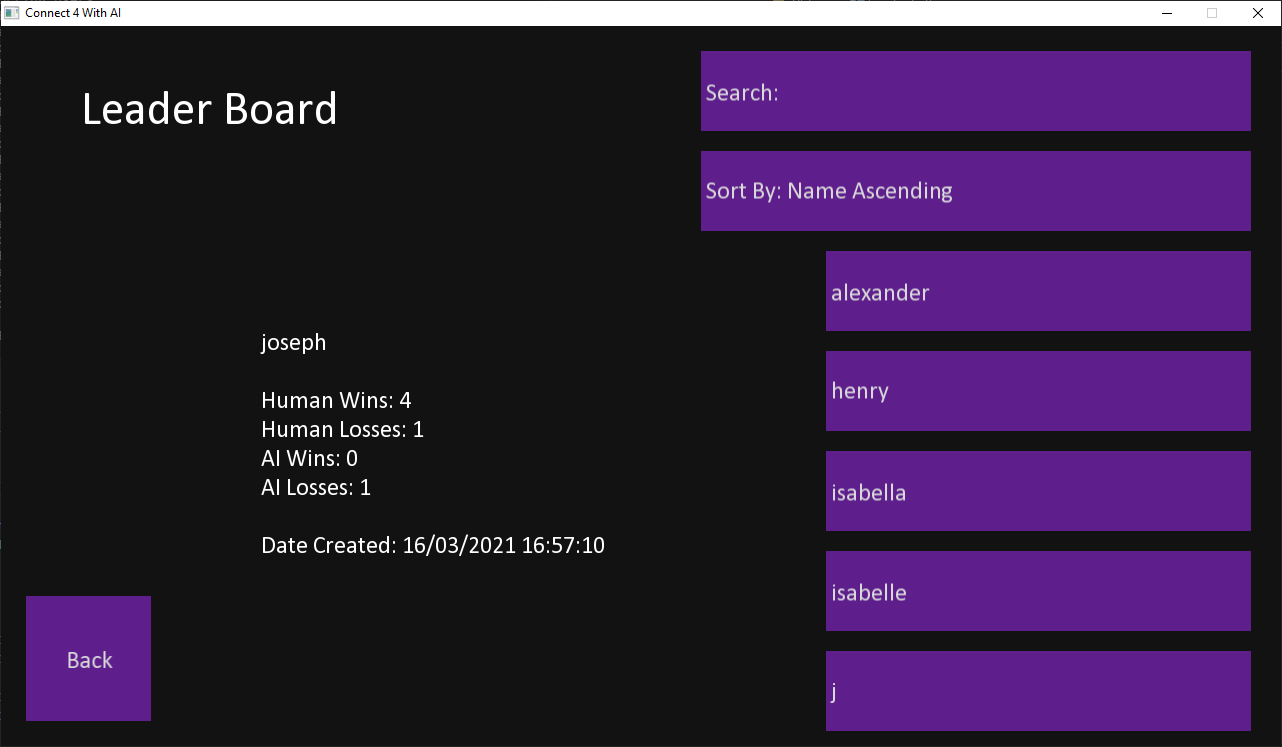 Connect 4 With AI
Leader Board
Search:
Sort By: Name Ascending
alexander
henry
isabella
isabelle
j
joseph
Human Wins: 4
Human Losses: 1
AI Wins: 0
AI Losses: 1
Date Created: 16/03/2021 16:57:10
Back